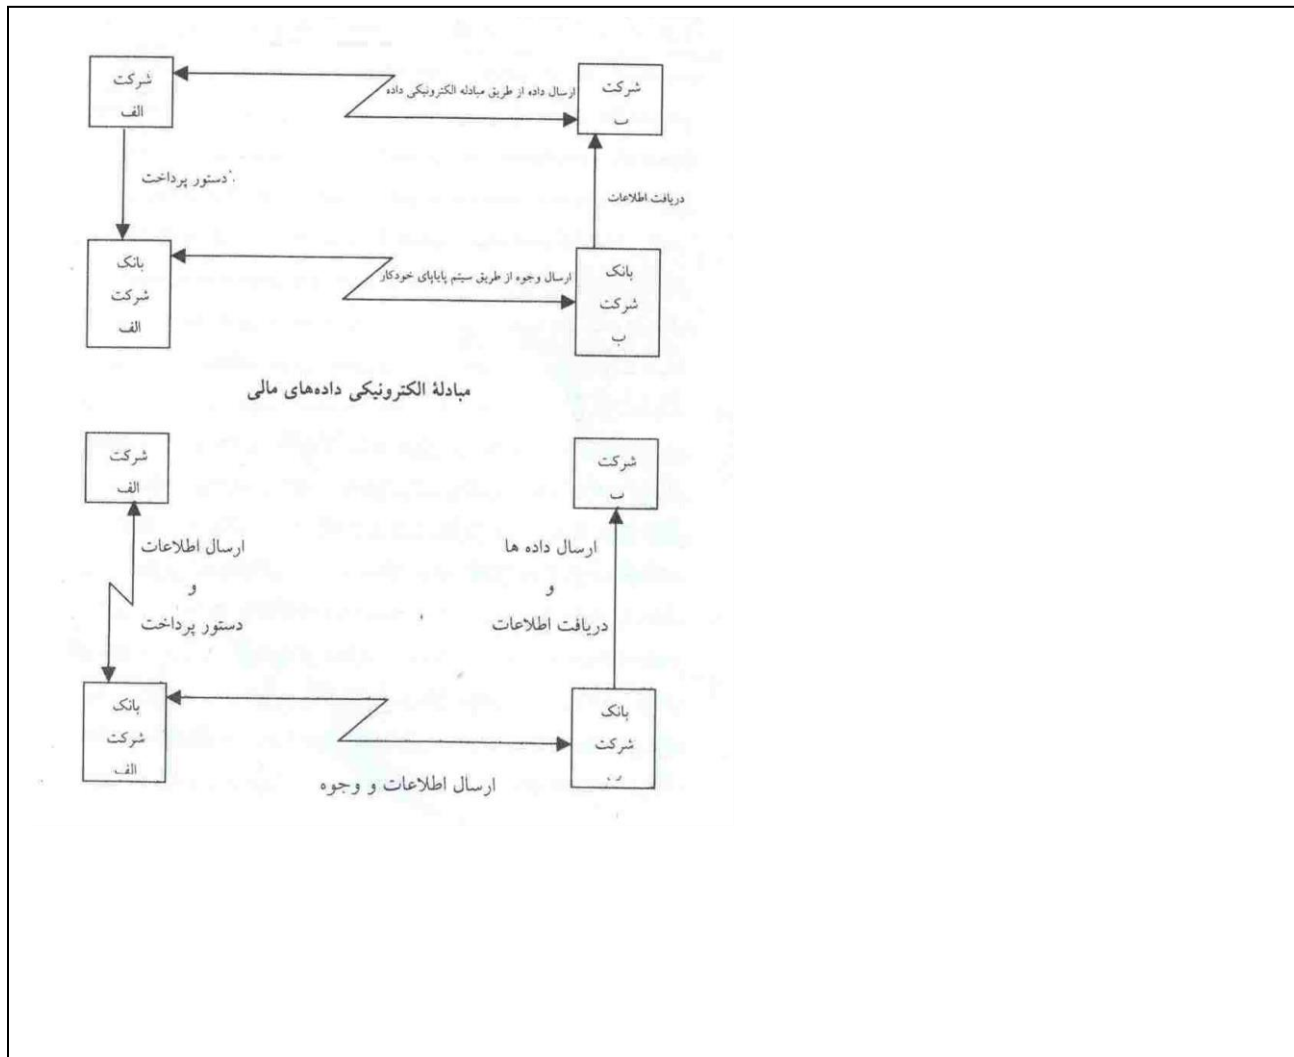 شرکت
الف
شرکت
ب
ارسال داده از طریق مبادله الکترونیکی داده
دستور پرداخت
دریافت اطلاعات
بانک
شرکت
الف
بانک
شرکت
ب
ارسال وجوه از طریق سیتم پایاپای خودکار
مبادلهٔ الکترونیکی داده‌های مالی
شرکت
الف
شرکت
ب
ارسال اطلاعات
و
دستور پرداخت
ارسال داده ها
و
دریافت اطلاعات
بانک
شرکت
الف
بانک
شرکت
ارسال اطلاعات و وجوه